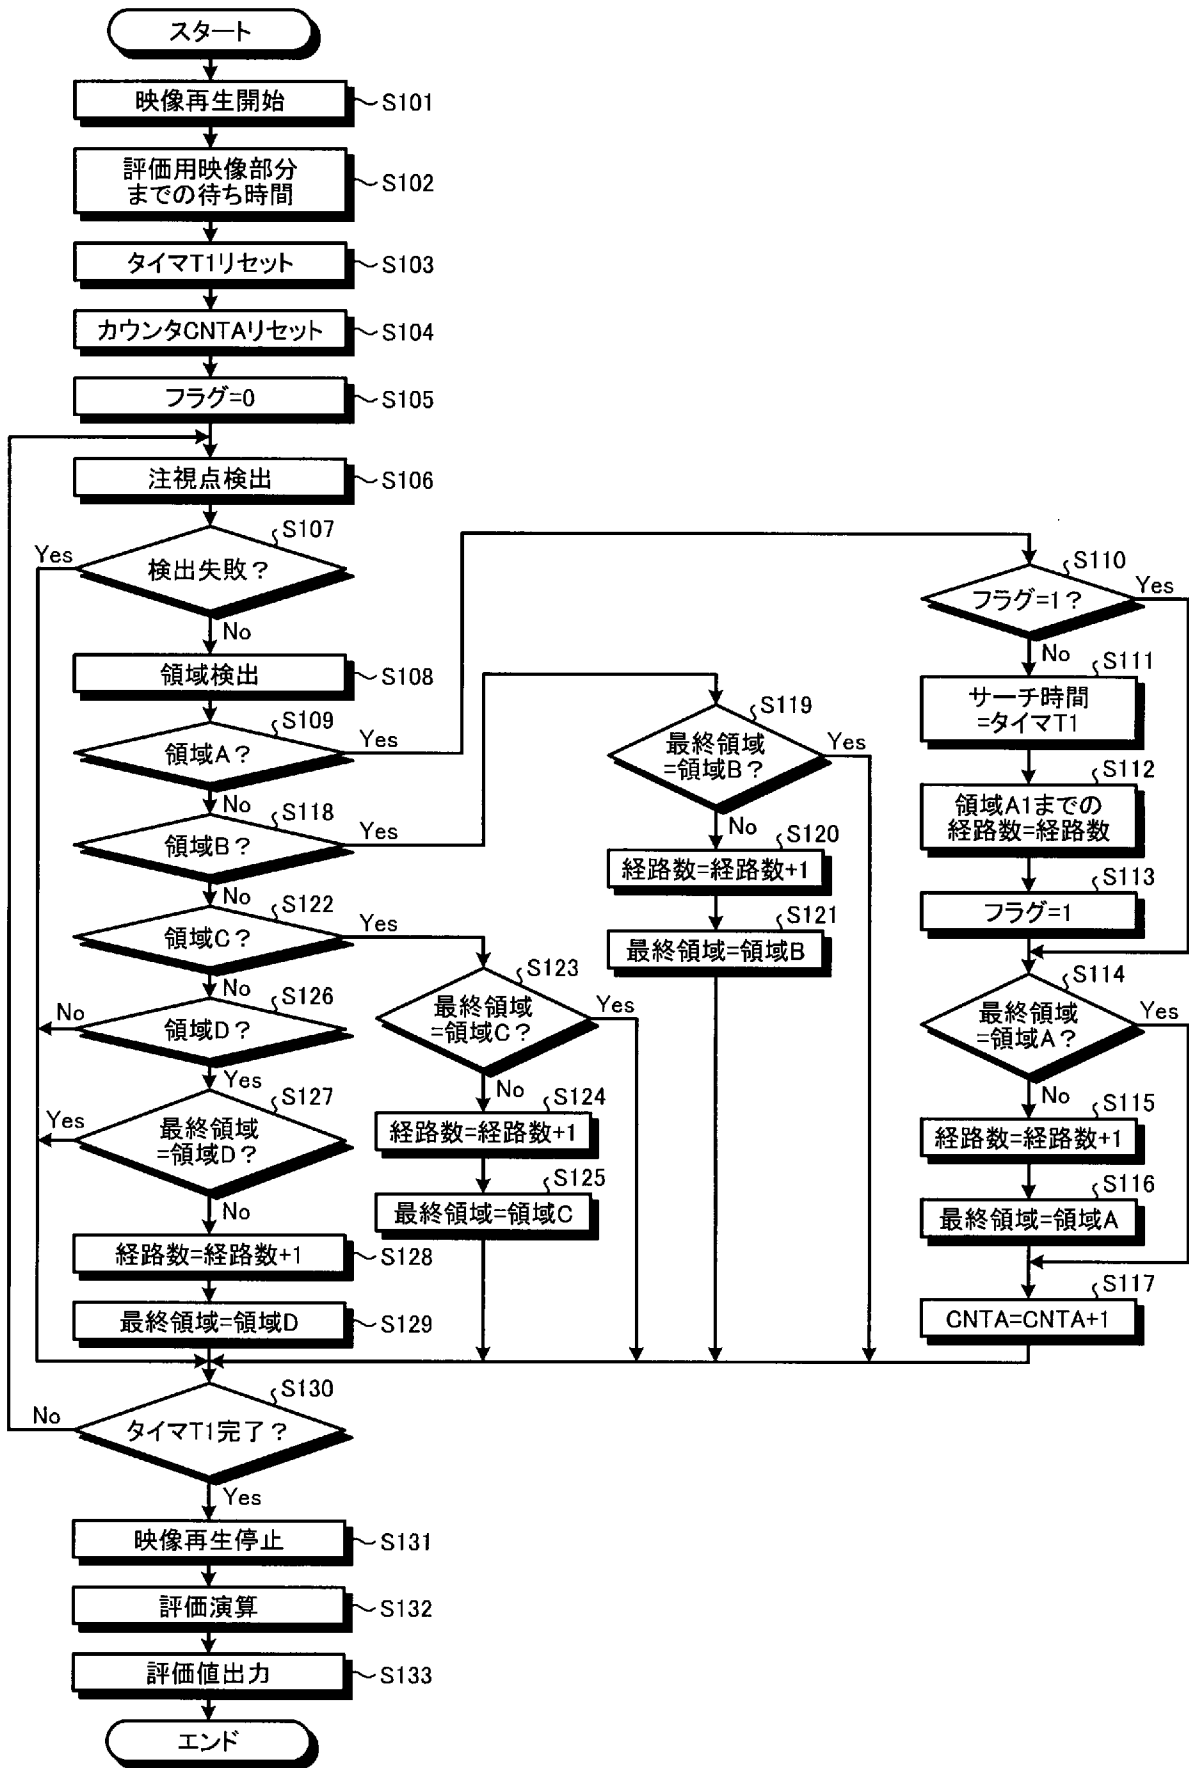 スタート
映像再生開始
S101
評価用映像部分
までの待ち時間
S102
タイマT1リセット
S103
カウンタCNTAリセット
S104
フラグ=0
S105
注視点検出
S106
検出失敗?
S107
Yes
No
領域検出
S108
領域A?
S109
Yes
No
フラグ=1?
S110
Yes
No
サーチ時間
=タイマT1
S111
領域A1までの
経路数=経路数
S112
フラグ=1
S113
最終領域
=領域A?
S114
Yes
No
経路数=経路数+1
S115
最終領域=領域A
S116
CNTA=CNTA+1
S117
領域B?
S118
Yes
No
最終領域
=領域B?
S119
Yes
No
経路数=経路数+1
S120
最終領域=領域B
S121
領域C?
S122
Yes
No
最終領域
=領域C?
S123
Yes
No
経路数=経路数+1
S124
最終領域=領域C
S125
領域D?
S126
No
Yes
最終領域
=領域D?
S127
Yes
No
経路数=経路数+1
S128
最終領域=領域D
S129
タイマT1完了?
S130
No
Yes
映像再生停止
S131
評価演算
S132
評価値出力
S133
エンド